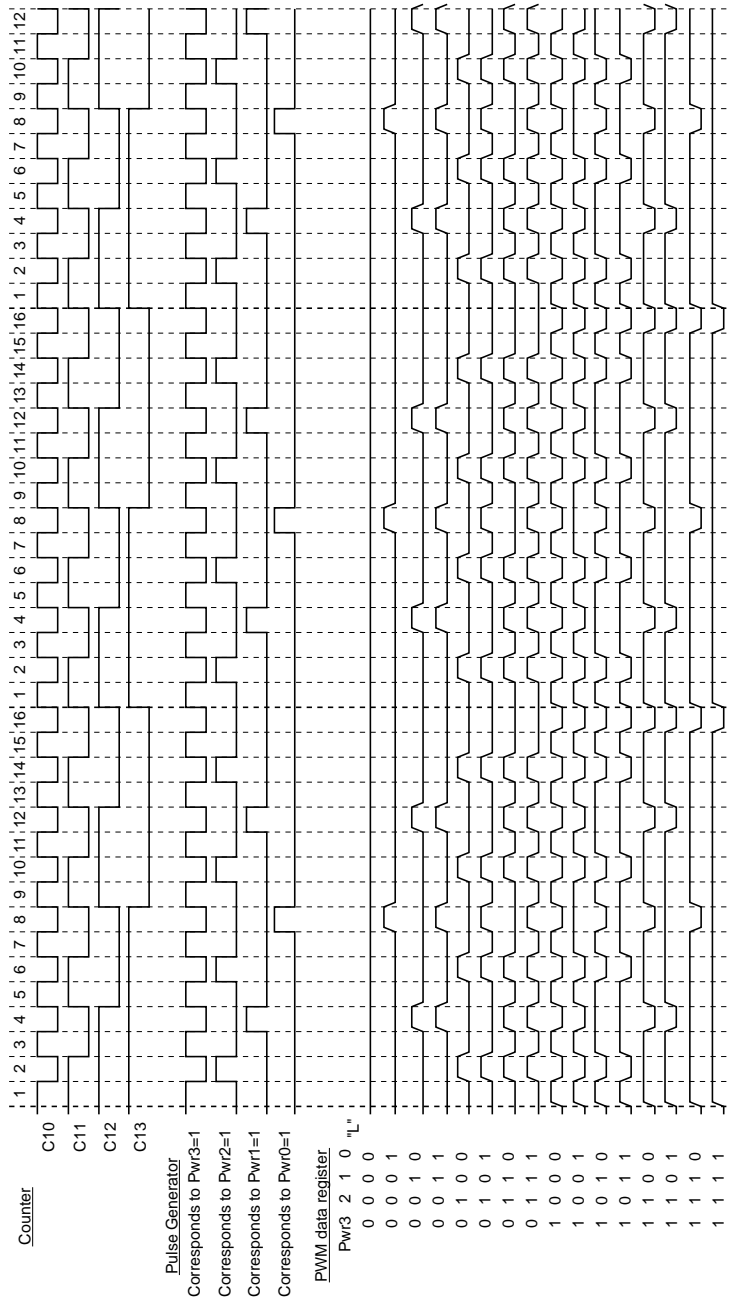 1 2 3 4 5 6 7 8 9 10 11 12 13 14 15 16 1 2 3 4 5 6 7 8 9 10 11 12 13 14 15 16 1 2 3 4 5 6 7 8 9 10 11 12
Counter
C10
C11
C12
C13
Pulse Generator
Corresponds to Pwr3=1
Corresponds to Pwr2=1
Corresponds to Pwr1=1
Corresponds to Pwr0=1
PWM data register
Pwr3 2 1 0 "L"
0 0 0 0
0 0 0 1
0 0 1 0
0 0 1 1
0 1 0 0
0 1 0 1
0 1 1 0
0 1 1 1
1 0 0 0
1 0 0 1
1 0 1 0
1 0 1 1
1 1 0 0
1 1 0 1
1 1 1 0
1 1 1 1